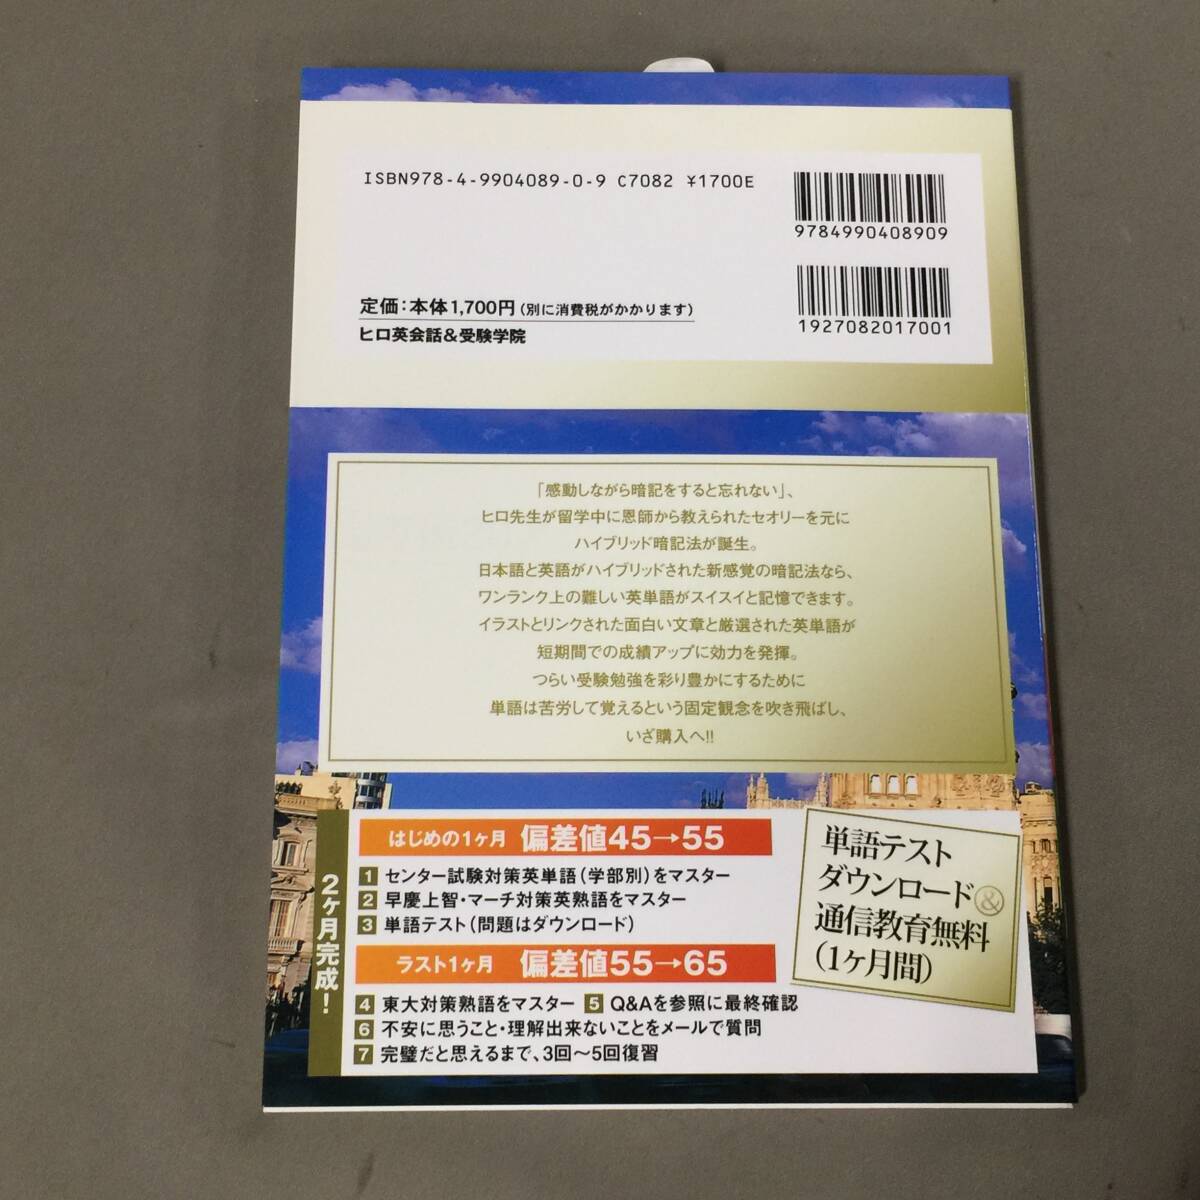 ISBN978-4-9904089-0-9 C7082 ¥1700E
9784990408909
1927082017001
定価:本体1,700円(別に消費税がかかります)
ヒロ英会話&受験学院
「感動しながら暗記をすると忘れない」、
ヒロ先生が留学中に恩師から教えられたセオリーを元に
ハイブリッド暗記法が誕生。
日本語と英語がハイブリッドされた新感覚の暗記法なら、
ワンランク上の難しい英単語がスイスイと記憶できます。
イラストとリンクされた面白い文章と厳選された英単語が
短期間での成績アップに効力を発揮。
つらい受験勉強を彩り豊かにするために
単語は苦労して覚えるという固定観念を吹き飛ばし、
いざ購入へ!!
2ヶ月完成!
はじめの1ヶ月 偏差値45→55
1 センター試験対策英単語(学部別)をマスター
2 早慶上智・マーチ対策英熟語をマスター
3 単語テスト(問題はダウンロード)
ラスト1ヶ月 偏差値55→65
4 東大対策熟語をマスター 5 Q&Aを参照に最終確認
6 不安に思うこと・理解出来ないことをメールで質問
7 完璧だと思えるまで、3回〜5回復習
単語テスト
ダウンロード&
通信教育無料
(1ヶ月間)